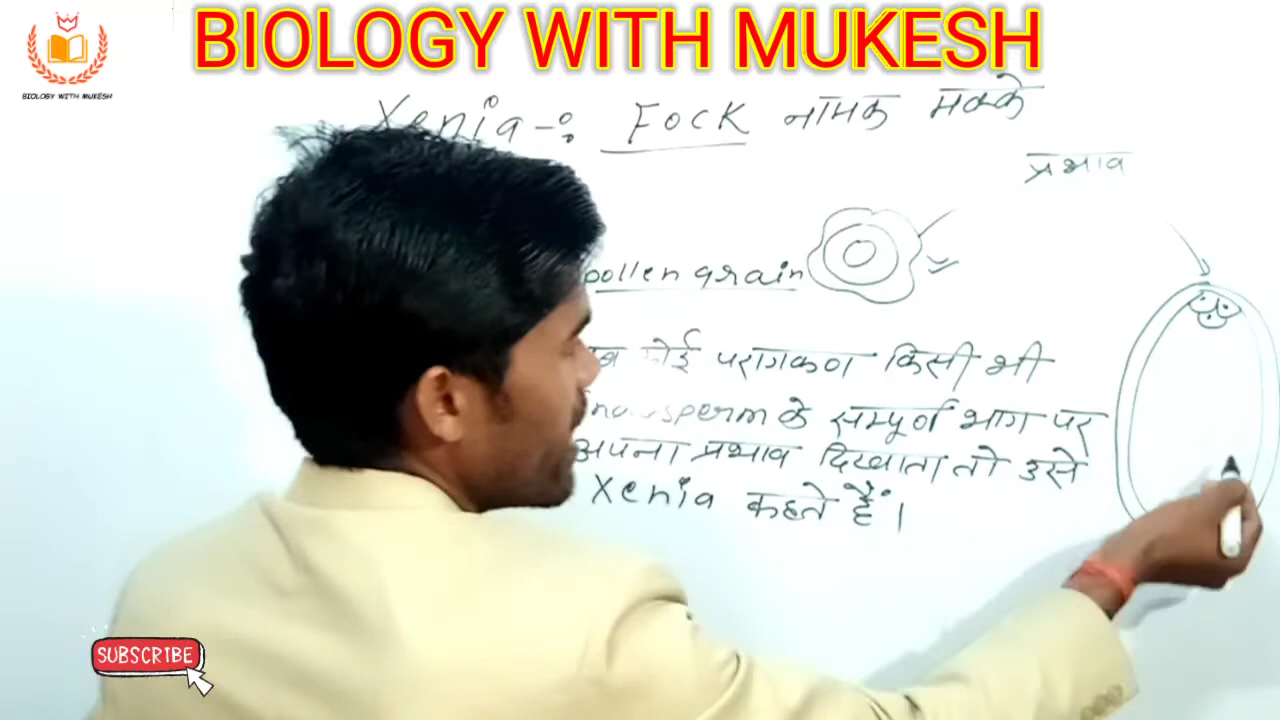 BIOLOGY WITH MUKESH
BIOLOGY WITH MUKESH
Xenia -: Fock नामक मक्के
प्रभाव
pollen grain
कोई परागकण किसी भी
के सम्पूर्ण भाग पर
अपना प्रभाव दिखाता तो उसे
Xenia कहते हैं।
SUBSCRIBE